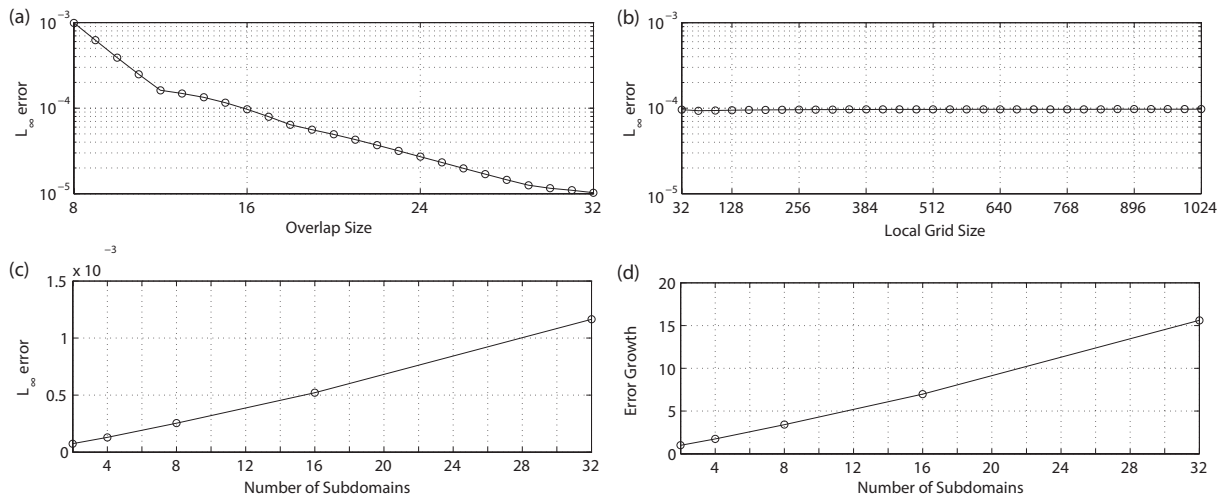 (a)
10⁻³
10⁻⁴
10⁻⁵
L∞ error
8 16 24 32
Overlap Size
(b)
10⁻³
10⁻⁴
10⁻⁵
L∞ error
32 128 256 384 512 640 768 896 1024
Local Grid Size
(c)
x 10⁻³
1.5
1
0.5
0
L∞ error
4 8 12 16 20 24 28 32
Number of Subdomains
(d)
20
15
10
5
0
Error Growth
4 8 12 16 20 24 28 32
Number of Subdomains